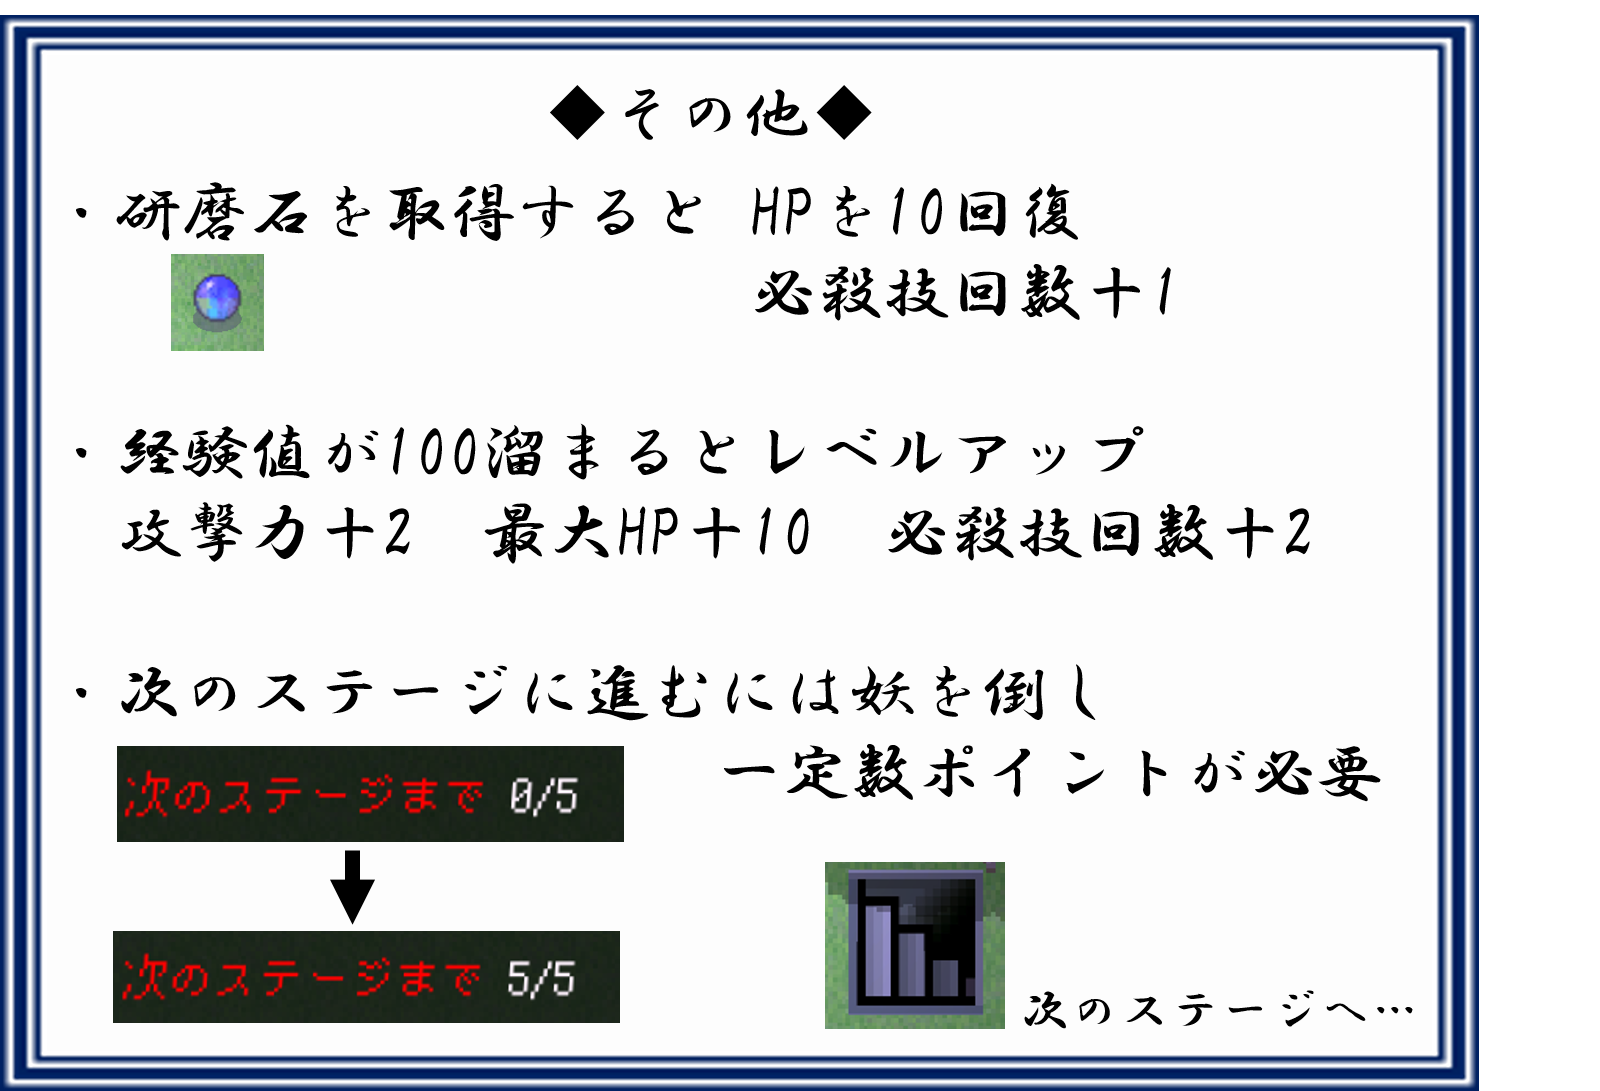 ◆その他◆
・研磨石を取得すると HPを10回復
必殺技回数＋1
・経験値が100溜まるとレベルアップ
攻撃力＋2　最大HP＋10　必殺技回数＋2
・次のステージに進むには妖を倒し
一定数ポイントが必要
次のステージまで 0/5
次のステージまで 5/5
次のステージへ…